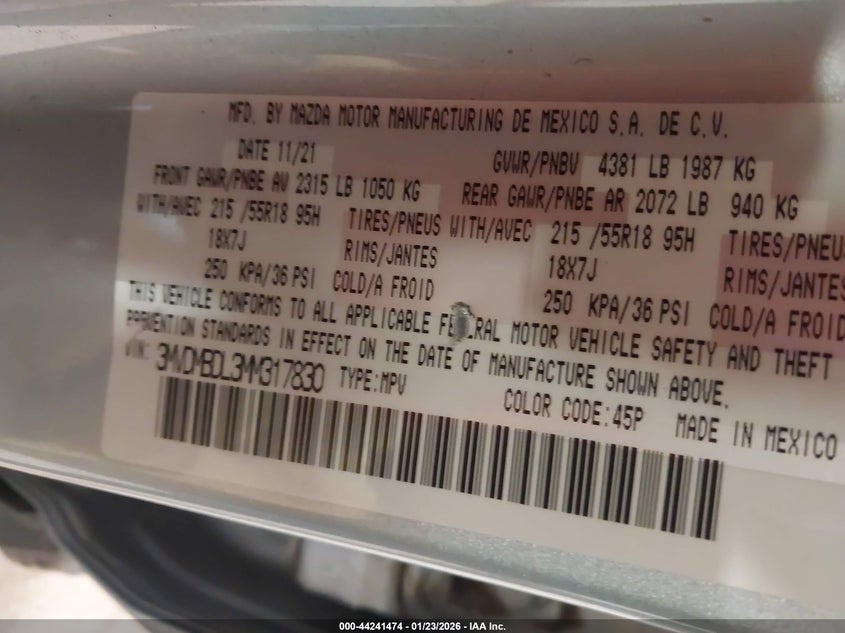 MFD. BY MAZDA MOTOR MANUFACTURING DE MEXICO S.A. DE C.V.
DATE 11/21 GVWR/PNBV 4381 LB 1987 KG
FRONT GAWR/PNBE AV 2315 LB 1050 KG REAR GAWR/PNBE AR 2072 LB 940 KG
WITH/AVEC 215 /55R18 95H TIRES/PNEUS WITH/AVEC 215 /55R18 95H TIRES/PNEU
18X7J RIMS/JANTES 18X7J RIMS/JANTES
250 KPA/36 PSI COLD/A FROID 250 KPA/36 PSI COLD/A FROID
THIS VEHICLE CONFORMS TO ALL APPLICABLE FEDERAL MOTOR VEHICLE SAFETY AND THEFT
PREVENTION STANDARDS IN EFFECT ON THE DATE OF MANUFACTURE SHOWN ABOVE.
VIN: 3MVDMBDL3MM317830 TYPE:MPV COLOR CODE:45P MADE IN MEXICO
000-44241474 - 01/23/2026 - IAA Inc.